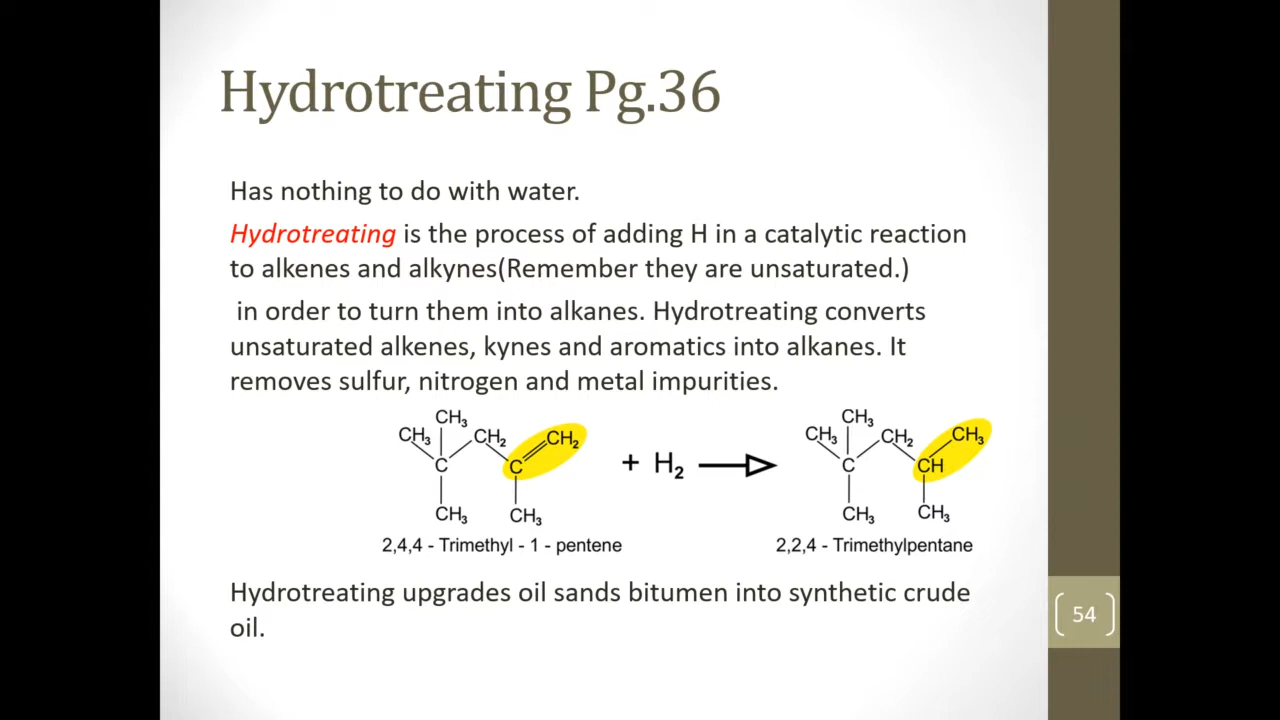 Hydrotreating Pg.36
Has nothing to do with water.
Hydrotreating is the process of adding H in a catalytic reaction
to alkenes and alkynes(Remember they are unsaturated.)
in order to turn them into alkanes. Hydrotreating converts
unsaturated alkenes, kynes and aromatics into alkanes. It
removes sulfur, nitrogen and metal impurities.
CH₃ CH₃
CH₃ CH₂ CH₂ CH₃ CH₂ CH₃
C C + H₂ C CH
CH₃ CH₃ CH₃ CH₃
2,4,4 - Trimethyl - 1 - pentene 2,2,4 - Trimethylpentane
Hydrotreating upgrades oil sands bitumen into synthetic crude
oil.
54